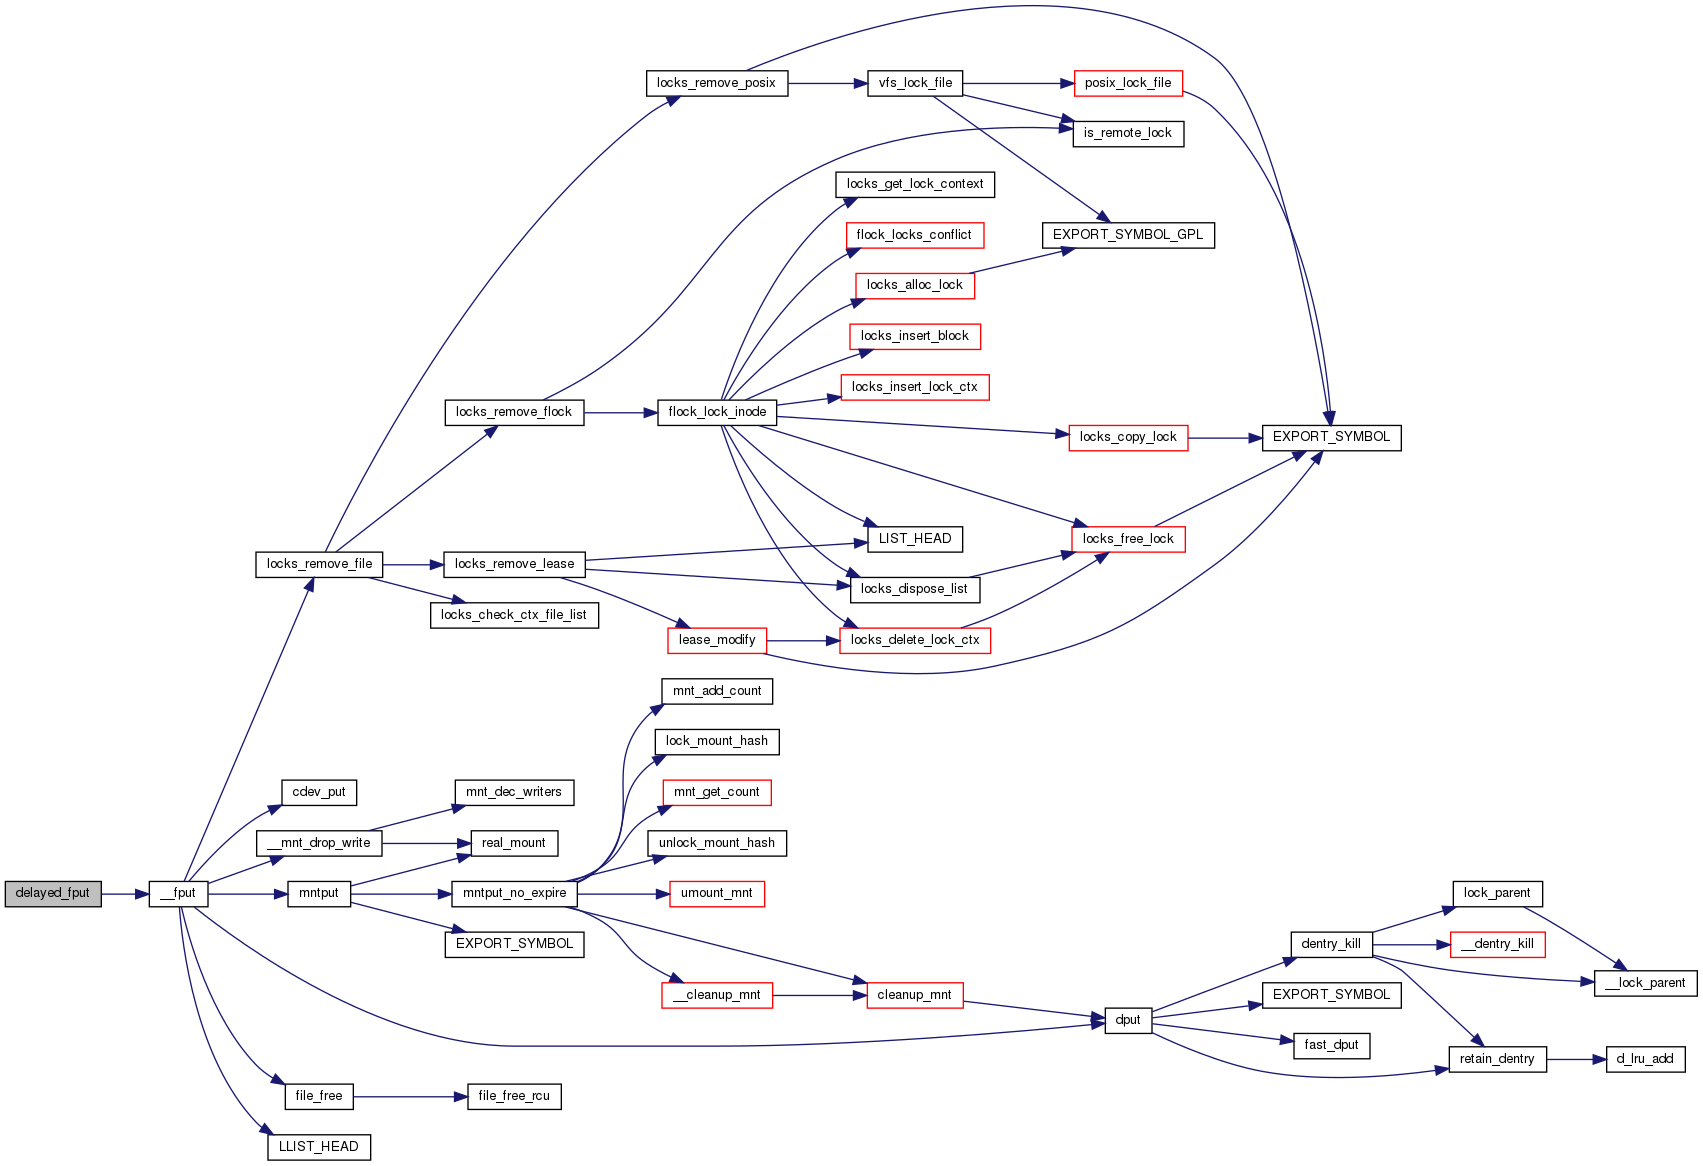 locks_remove_posix
vfs_lock_file
posix_lock_file
is_remote_lock
locks_get_lock_context
flock_locks_conflict
EXPORT_SYMBOL_GPL
locks_alloc_lock
locks_insert_block
locks_insert_lock_ctx
locks_remove_flock
flock_lock_inode
locks_copy_lock
EXPORT_SYMBOL
LIST_HEAD
locks_free_lock
locks_remove_file
locks_remove_lease
locks_dispose_list
locks_check_ctx_file_list
lease_modify
locks_delete_lock_ctx
mnt_add_count
lock_mount_hash
cdev_put
mnt_dec_writers
mnt_get_count
__mnt_drop_write
real_mount
unlock_mount_hash
delayed_fput
__fput
mntput
mntput_no_expire
umount_mnt
lock_parent
EXPORT_SYMBOL
dentry_kill
__dentry_kill
__lock_parent
__cleanup_mnt
cleanup_mnt
EXPORT_SYMBOL
dput
fast_dput
retain_dentry
d_lru_add
file_free
file_free_rcu
LLIST_HEAD